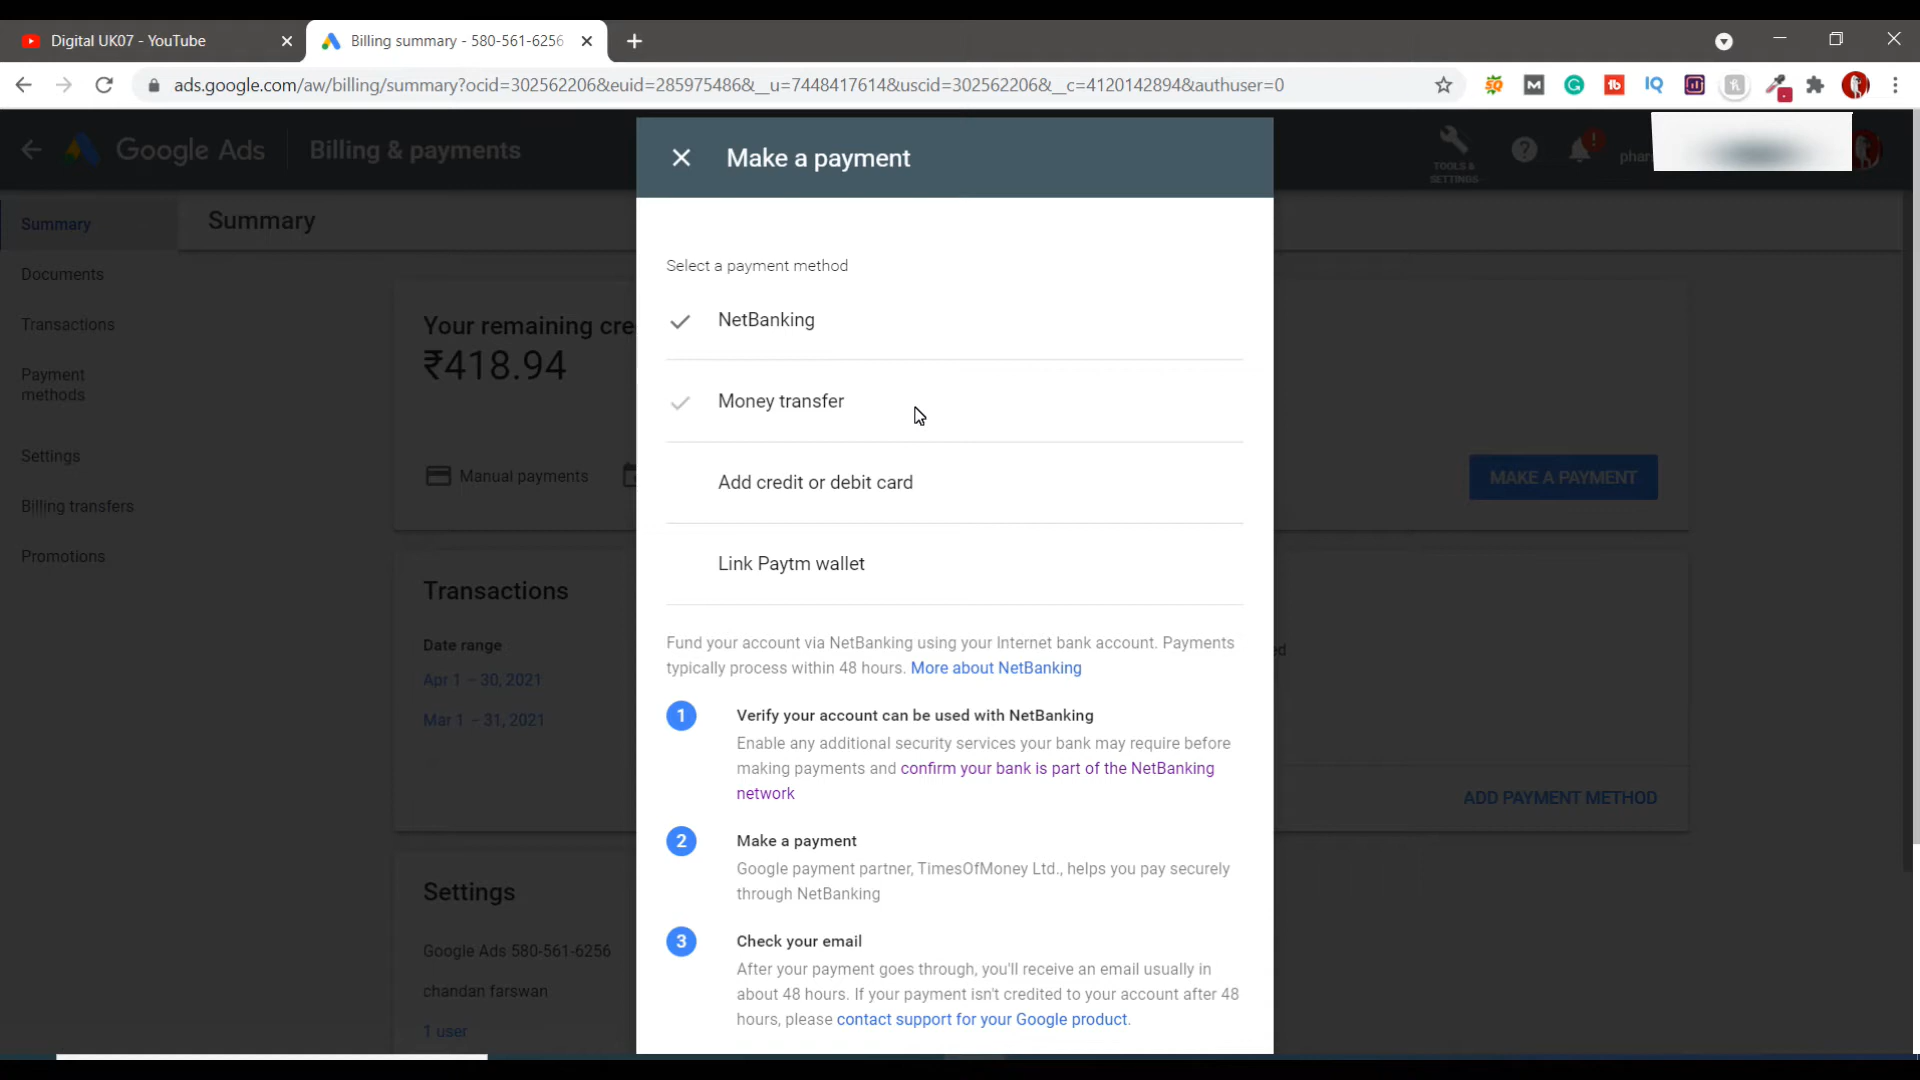 Digital UK07 - YouTube
Billing summary - 580-561-6256
ads.google.com/aw/billing/summary?ocid=302562206&euid=285975486&__u=7448417614&uscid=302562206&__c=4120142894&authuser=0
Google Ads
Billing & payments
TOOLS &
SETTINGS
Make a payment
Summary
Documents
Transactions
Payment
methods
Settings
Billing transfers
Promotions
Summary
Your remaining cre
₹418.94
Manual payments
MAKE A PAYMENT
Transactions
Date range
Apr 1 – 30, 2021
Mar 1 – 31, 2021
ADD PAYMENT METHOD
Settings
Google Ads 580-561-6256
chandan farswan
1 user
Select a payment method
NetBanking
Money transfer
Add credit or debit card
Link Paytm wallet
Fund your account via NetBanking using your Internet bank account. Payments
typically process within 48 hours. More about NetBanking
1
Verify your account can be used with NetBanking
Enable any additional security services your bank may require before
making payments and confirm your bank is part of the NetBanking
network
2
Make a payment
Google payment partner, TimesOfMoney Ltd., helps you pay securely
through NetBanking
3
Check your email
After your payment goes through, you'll receive an email usually in
about 48 hours. If your payment isn't credited to your account after 48
hours, please contact support for your Google product.